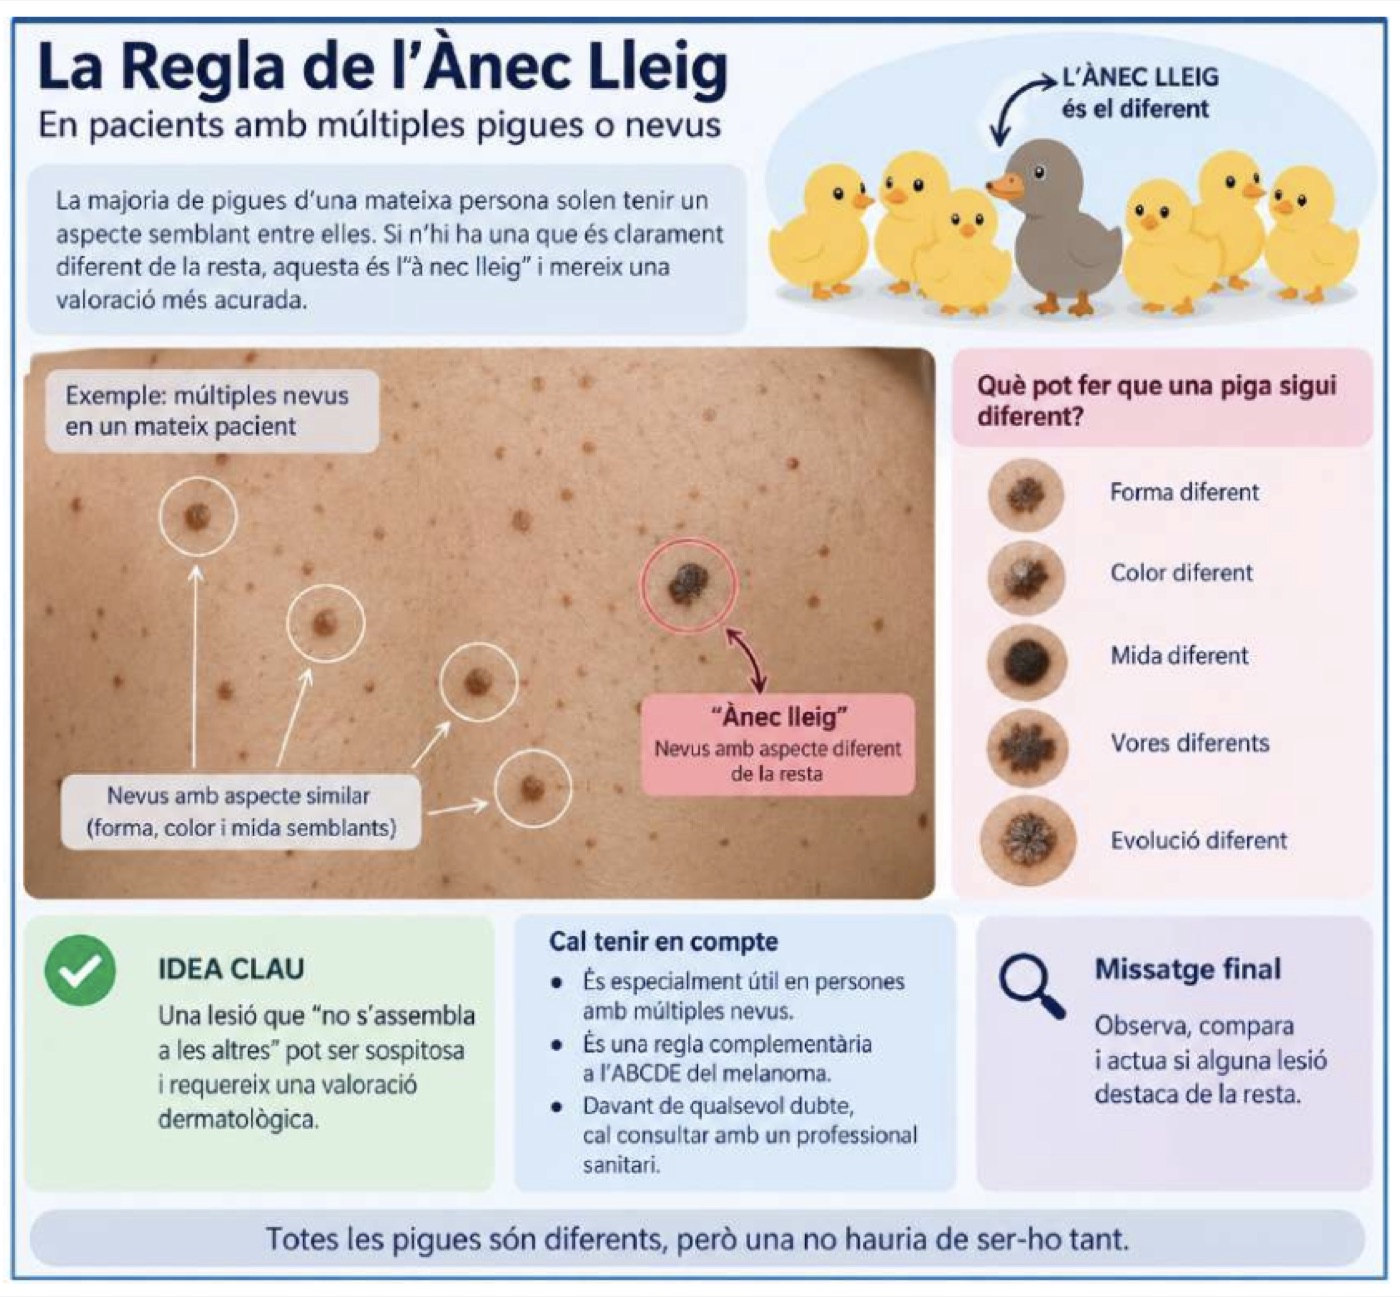 La Regla de l'Ànec Lleig
En pacients amb múltiples pigues o nevus
L'ÀNEC LLEIG
és el diferent
La majoria de pigues d'una mateixa persona solen tenir un
aspecte semblant entre elles. Si n'hi ha una que és clarament
diferent de la resta, aquesta és l'“à nec lleig” i mereix una
valoració més acurada.
Exemple: múltiples nevus
en un mateix pacient
Nevus amb aspecte similar
(forma, color i mida semblants)
“Ànec lleig”
Nevus amb aspecte diferent
de la resta
Què pot fer que una piga sigui
diferent?
Forma diferent
Color diferent
Mida diferent
Vores diferents
Evolució diferent
IDEA CLAU
Una lesió que “no s'assembla
a les altres” pot ser sospitosa
i requereix una valoració
dermatològica.
Cal tenir en compte
• És especialment útil en persones
amb múltiples nevus.
• És una regla complementària
a l'ABCDE del melanoma.
• Davant de qualsevol dubte,
cal consultar amb un professional
sanitari.
Missatge final
Observa, compara
i actua si alguna lesió
destaca de la resta.
Totes les pigues són diferents, però una no hauria de ser-ho tant.